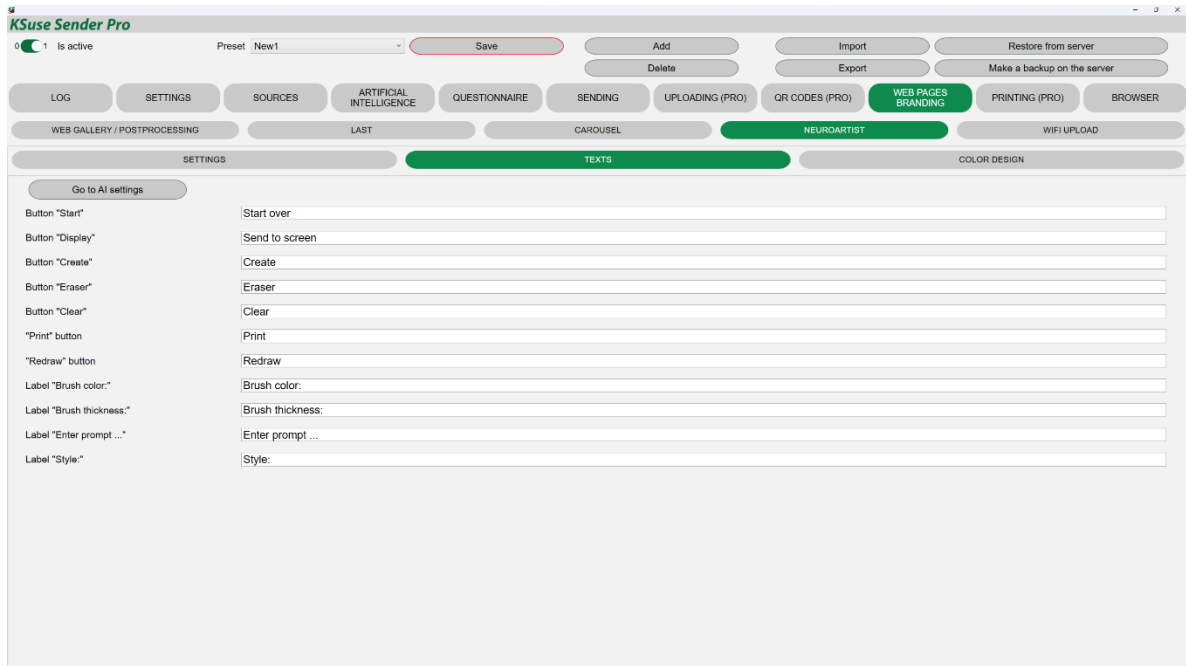 KSuse Sender Pro
0 1 Is active Preset New1 Save Add Import Restore from server
Delete Export Make a backup on the server
LOG SETTINGS SOURCES ARTIFICIAL INTELLIGENCE QUESTIONNAIRE SENDING UPLOADING (PRO) QR CODES (PRO) WEB PAGES BRANDING PRINTING (PRO) BROWSER
WEB GALLERY / POSTPROCESSING LAST CAROUSEL NEUROARTIST WIFI UPLOAD
SETTINGS TEXTS COLOR DESIGN
Go to AI settings
Button "Start" Start over
Button "Display" Send to screen
Button "Create" Create
Button "Eraser" Eraser
Button "Clear" Clear
"Print" button Print
"Redraw" button Redraw
Label "Brush color:" Brush color:
Label "Brush thickness:" Brush thickness:
Label "Enter prompt ..." Enter prompt ...
Label "Style:" Style: